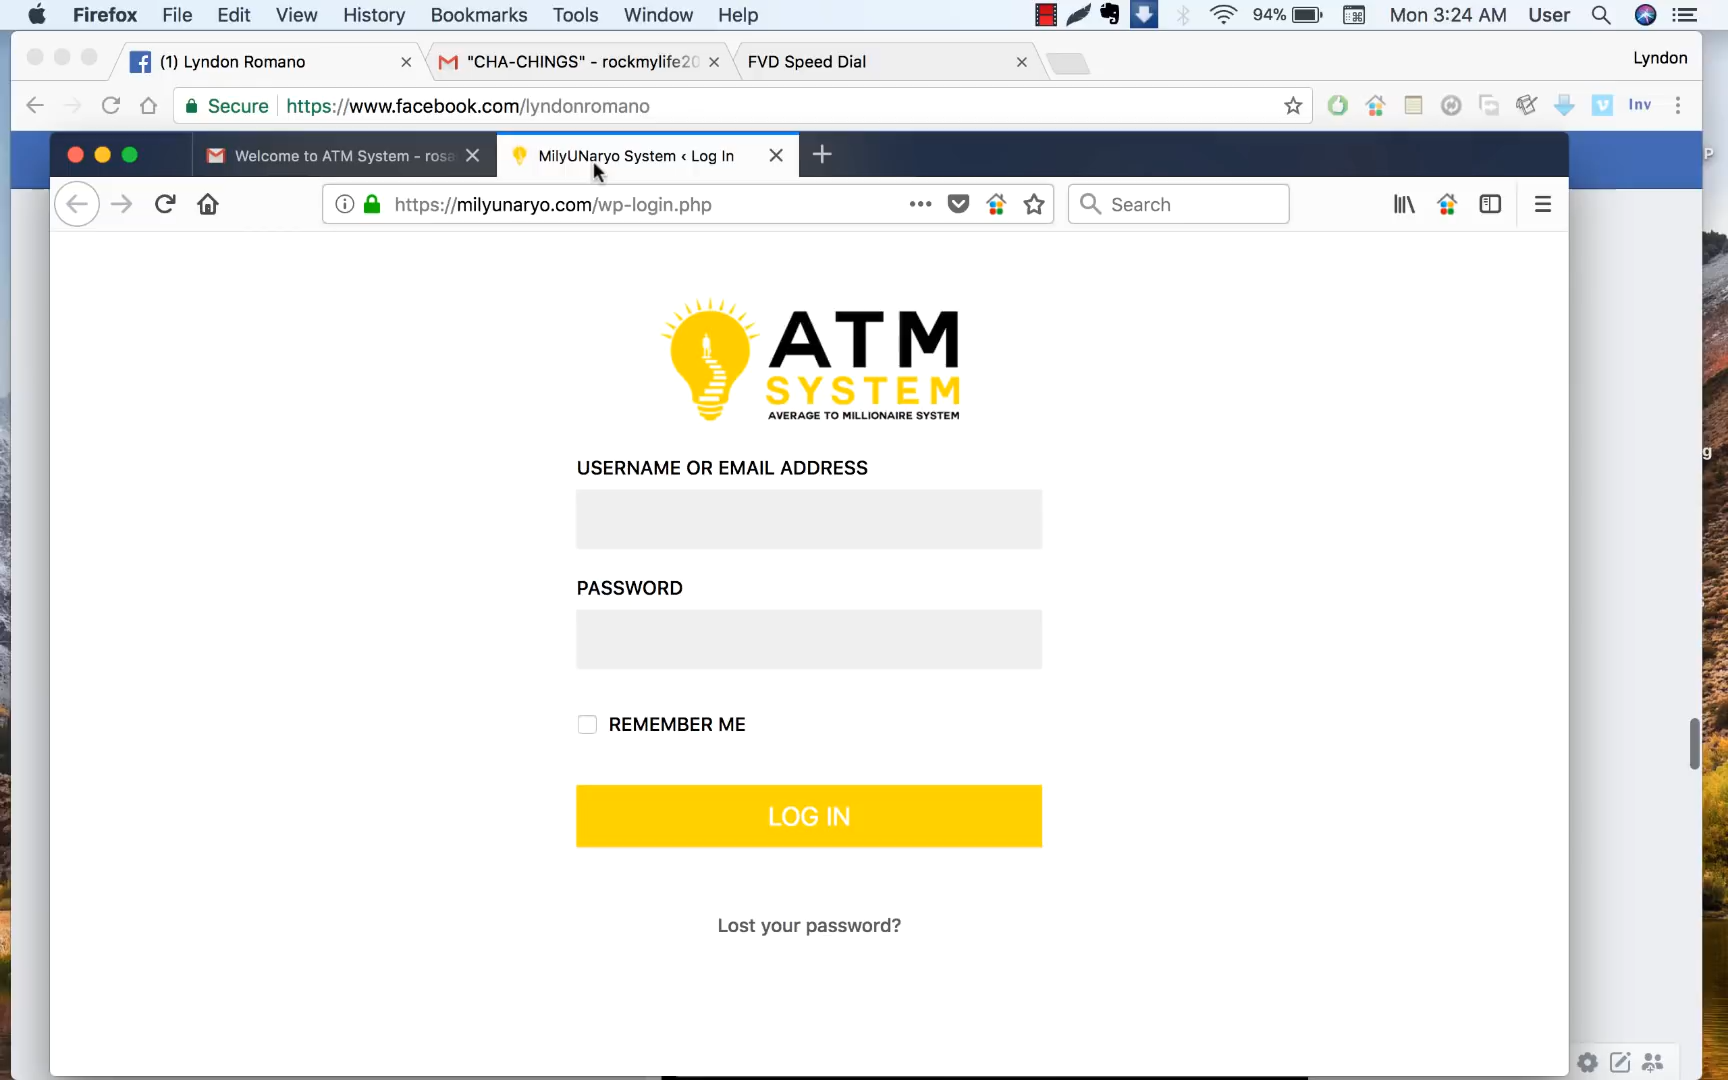 Firefox File Edit View History Bookmarks Tools Window Help 94% Mon 3:24 AM User
(1) Lyndon Romano "CHA-CHINGS" - rockmylife20 FVD Speed Dial Lyndon
Secure https://www.facebook.com/lyndonromano Inv
Welcome to ATM System - rosa MilyUNaryo System ‹ Log In
https://milyunaryo.com/wp-login.php Search
ATM
SYSTEM
AVERAGE TO MILLIONAIRE SYSTEM
USERNAME OR EMAIL ADDRESS
PASSWORD
REMEMBER ME
LOG IN
Lost your password?